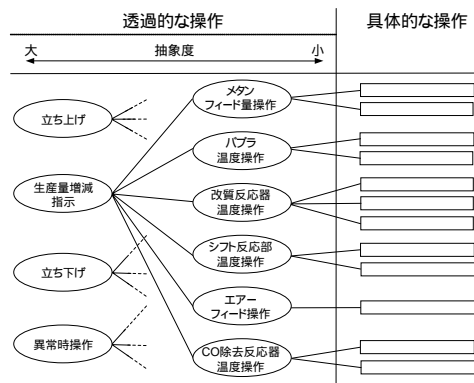 透過的な操作
具体的な操作
大
抽象度
小
メタン
フィード量操作
立ち上げ
バブラ
温度操作
生産量増減
指示
改質反応器
温度操作
シフト反応部
温度操作
立ち下げ
エアー
フィード操作
異常時操作
CO除去反応器
温度操作